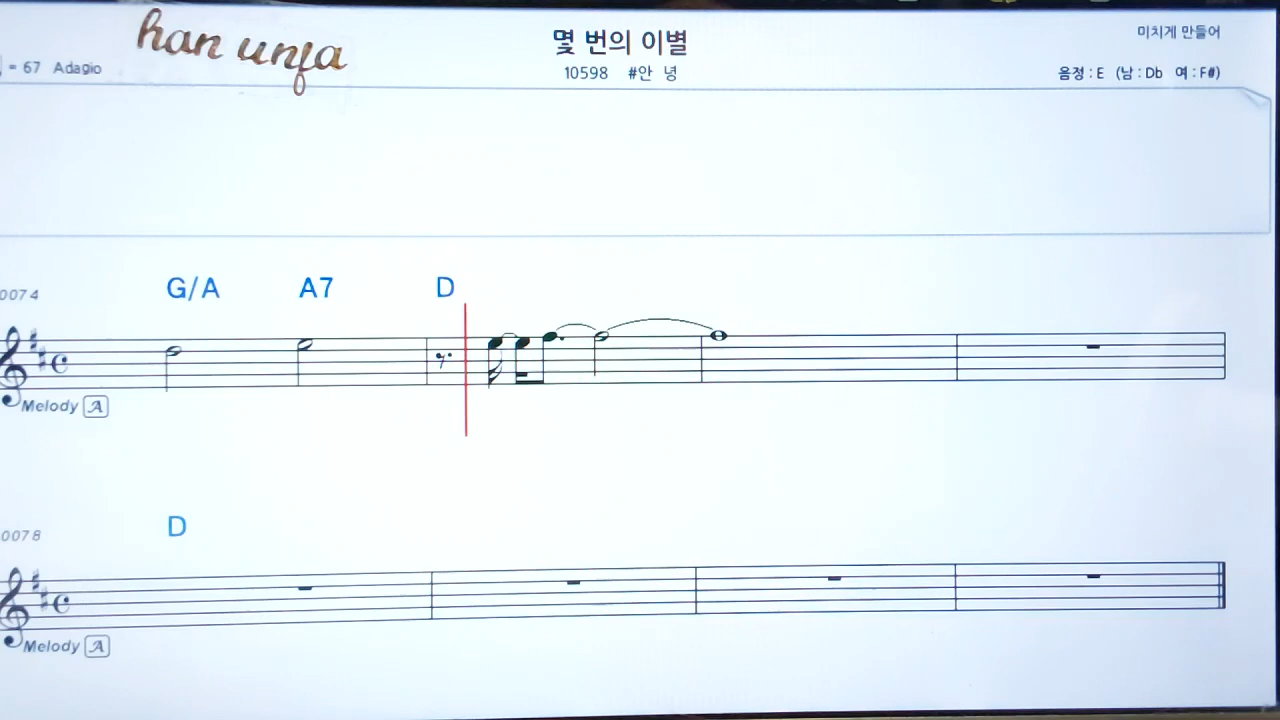 han unja
몇 번의 이별
미치게 만들어
= 67 Adagio
10598 #안 녕
음정 : E (남 : Db 여 : F#)
G/A A7 D
0074
Melody A
D
0078
Melody A